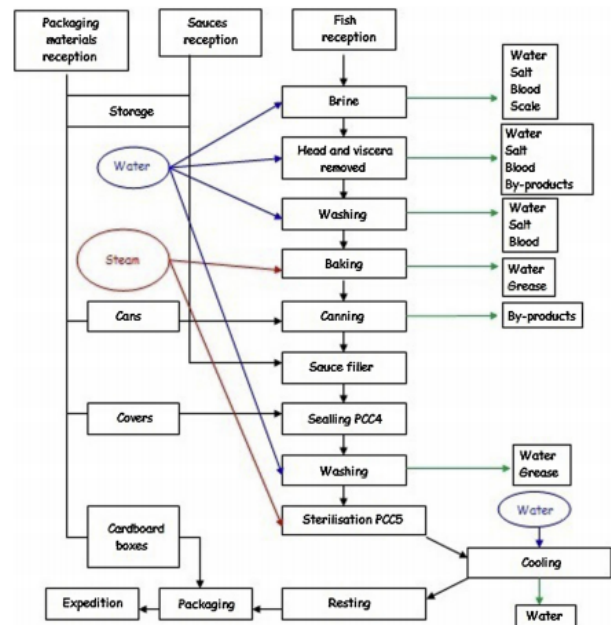 Packaging
materials
reception
Sauces
reception
Fish
reception
Storage
Brine
Water
Salt
Blood
Scale
Water
Head and viscera
removed
Water
Salt
Blood
By-products
Washing
Water
Salt
Blood
Steam
Baking
Water
Grease
Cans
Canning
By-products
Sauce filler
Covers
Sealling PCC4
Washing
Water
Grease
Sterilisation PCC5
Water
Cardboard
boxes
Cooling
Expedition
Packaging
Resting
Water